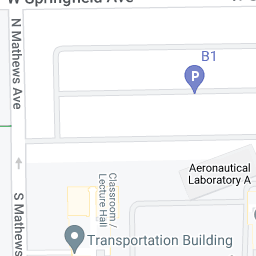 W Springfield Ave
N Mathews Ave
B1
P
Aeronautical
Laboratory A
Classroom /
Lecture Hall
S Mathews
Transportation Building